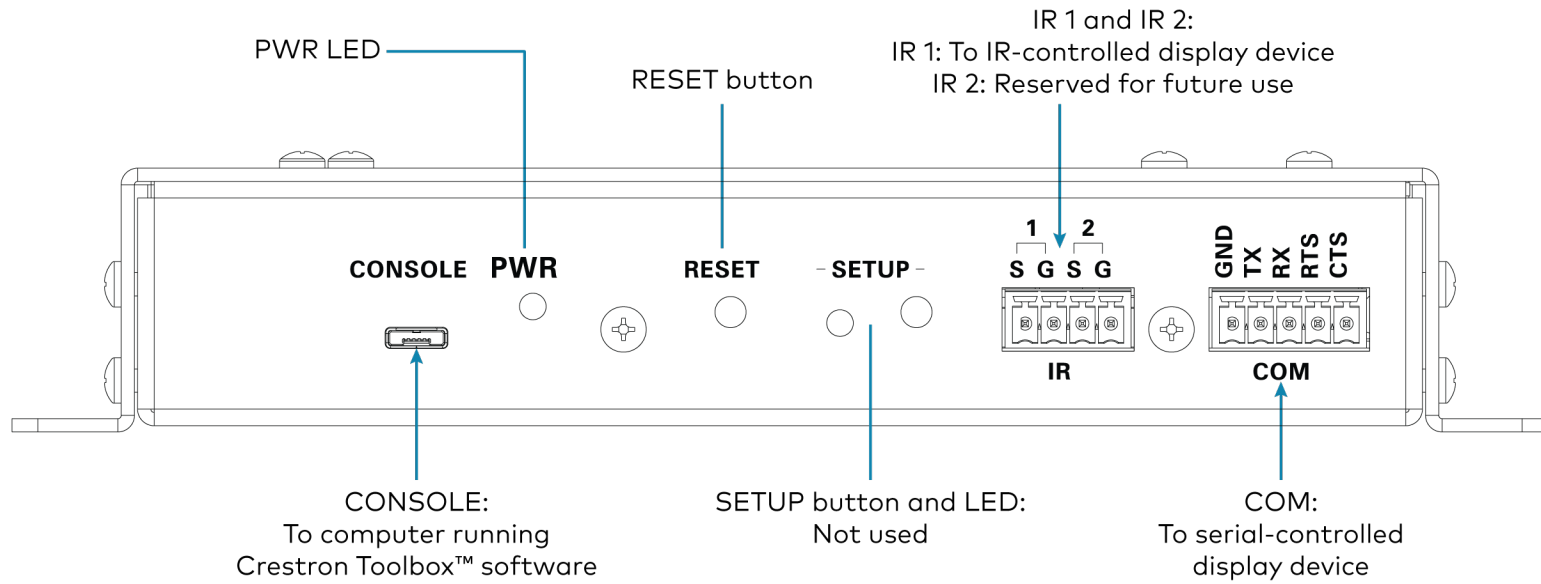 IR 1 and IR 2:
IR 1: To IR-controlled display device
IR 2: Reserved for future use
PWR LED
RESET button
1 2
S G S G
GND
TX
RX
RTS
CTS
CONSOLE PWR RESET - SETUP -
IR
COM
CONSOLE:
To computer running
Crestron Toolbox™ software
SETUP button and LED:
Not used
COM:
To serial-controlled
display device